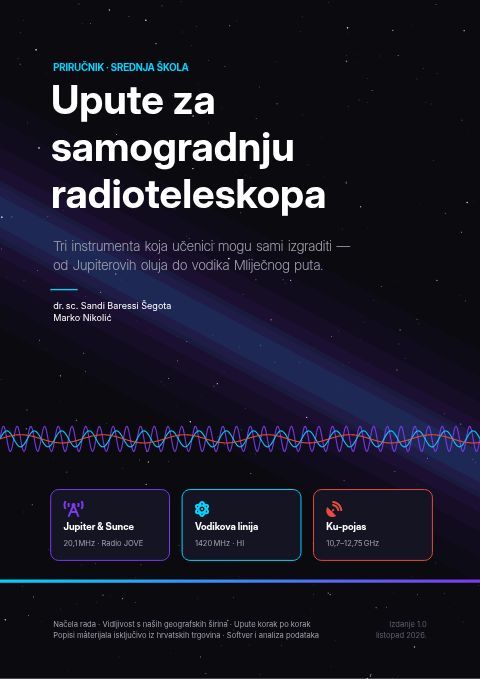 PRIRUČNIK · SREDNJA ŠKOLA
Upute za
samogradnju
radioteleskopa
Tri instrumenta koja učenici mogu sami izgraditi —
od Jupiterovih oluja do vodika Mliječnog puta.
dr. sc. Sandi Baressi Šegota
Marko Nikolić
Jupiter & Sunce
20,1 MHz · Radio JOVE
Vodikova linija
1420 MHz · HI
Ku-pojas
10,7–12,75 GHz
Načela rada · Vidljivost s naših geografskih širina · Upute korak po korak
Popisi materijala isključivo iz hrvatskih trgovina · Softver i analiza podataka
Izdanje 1.0
listopad 2026.